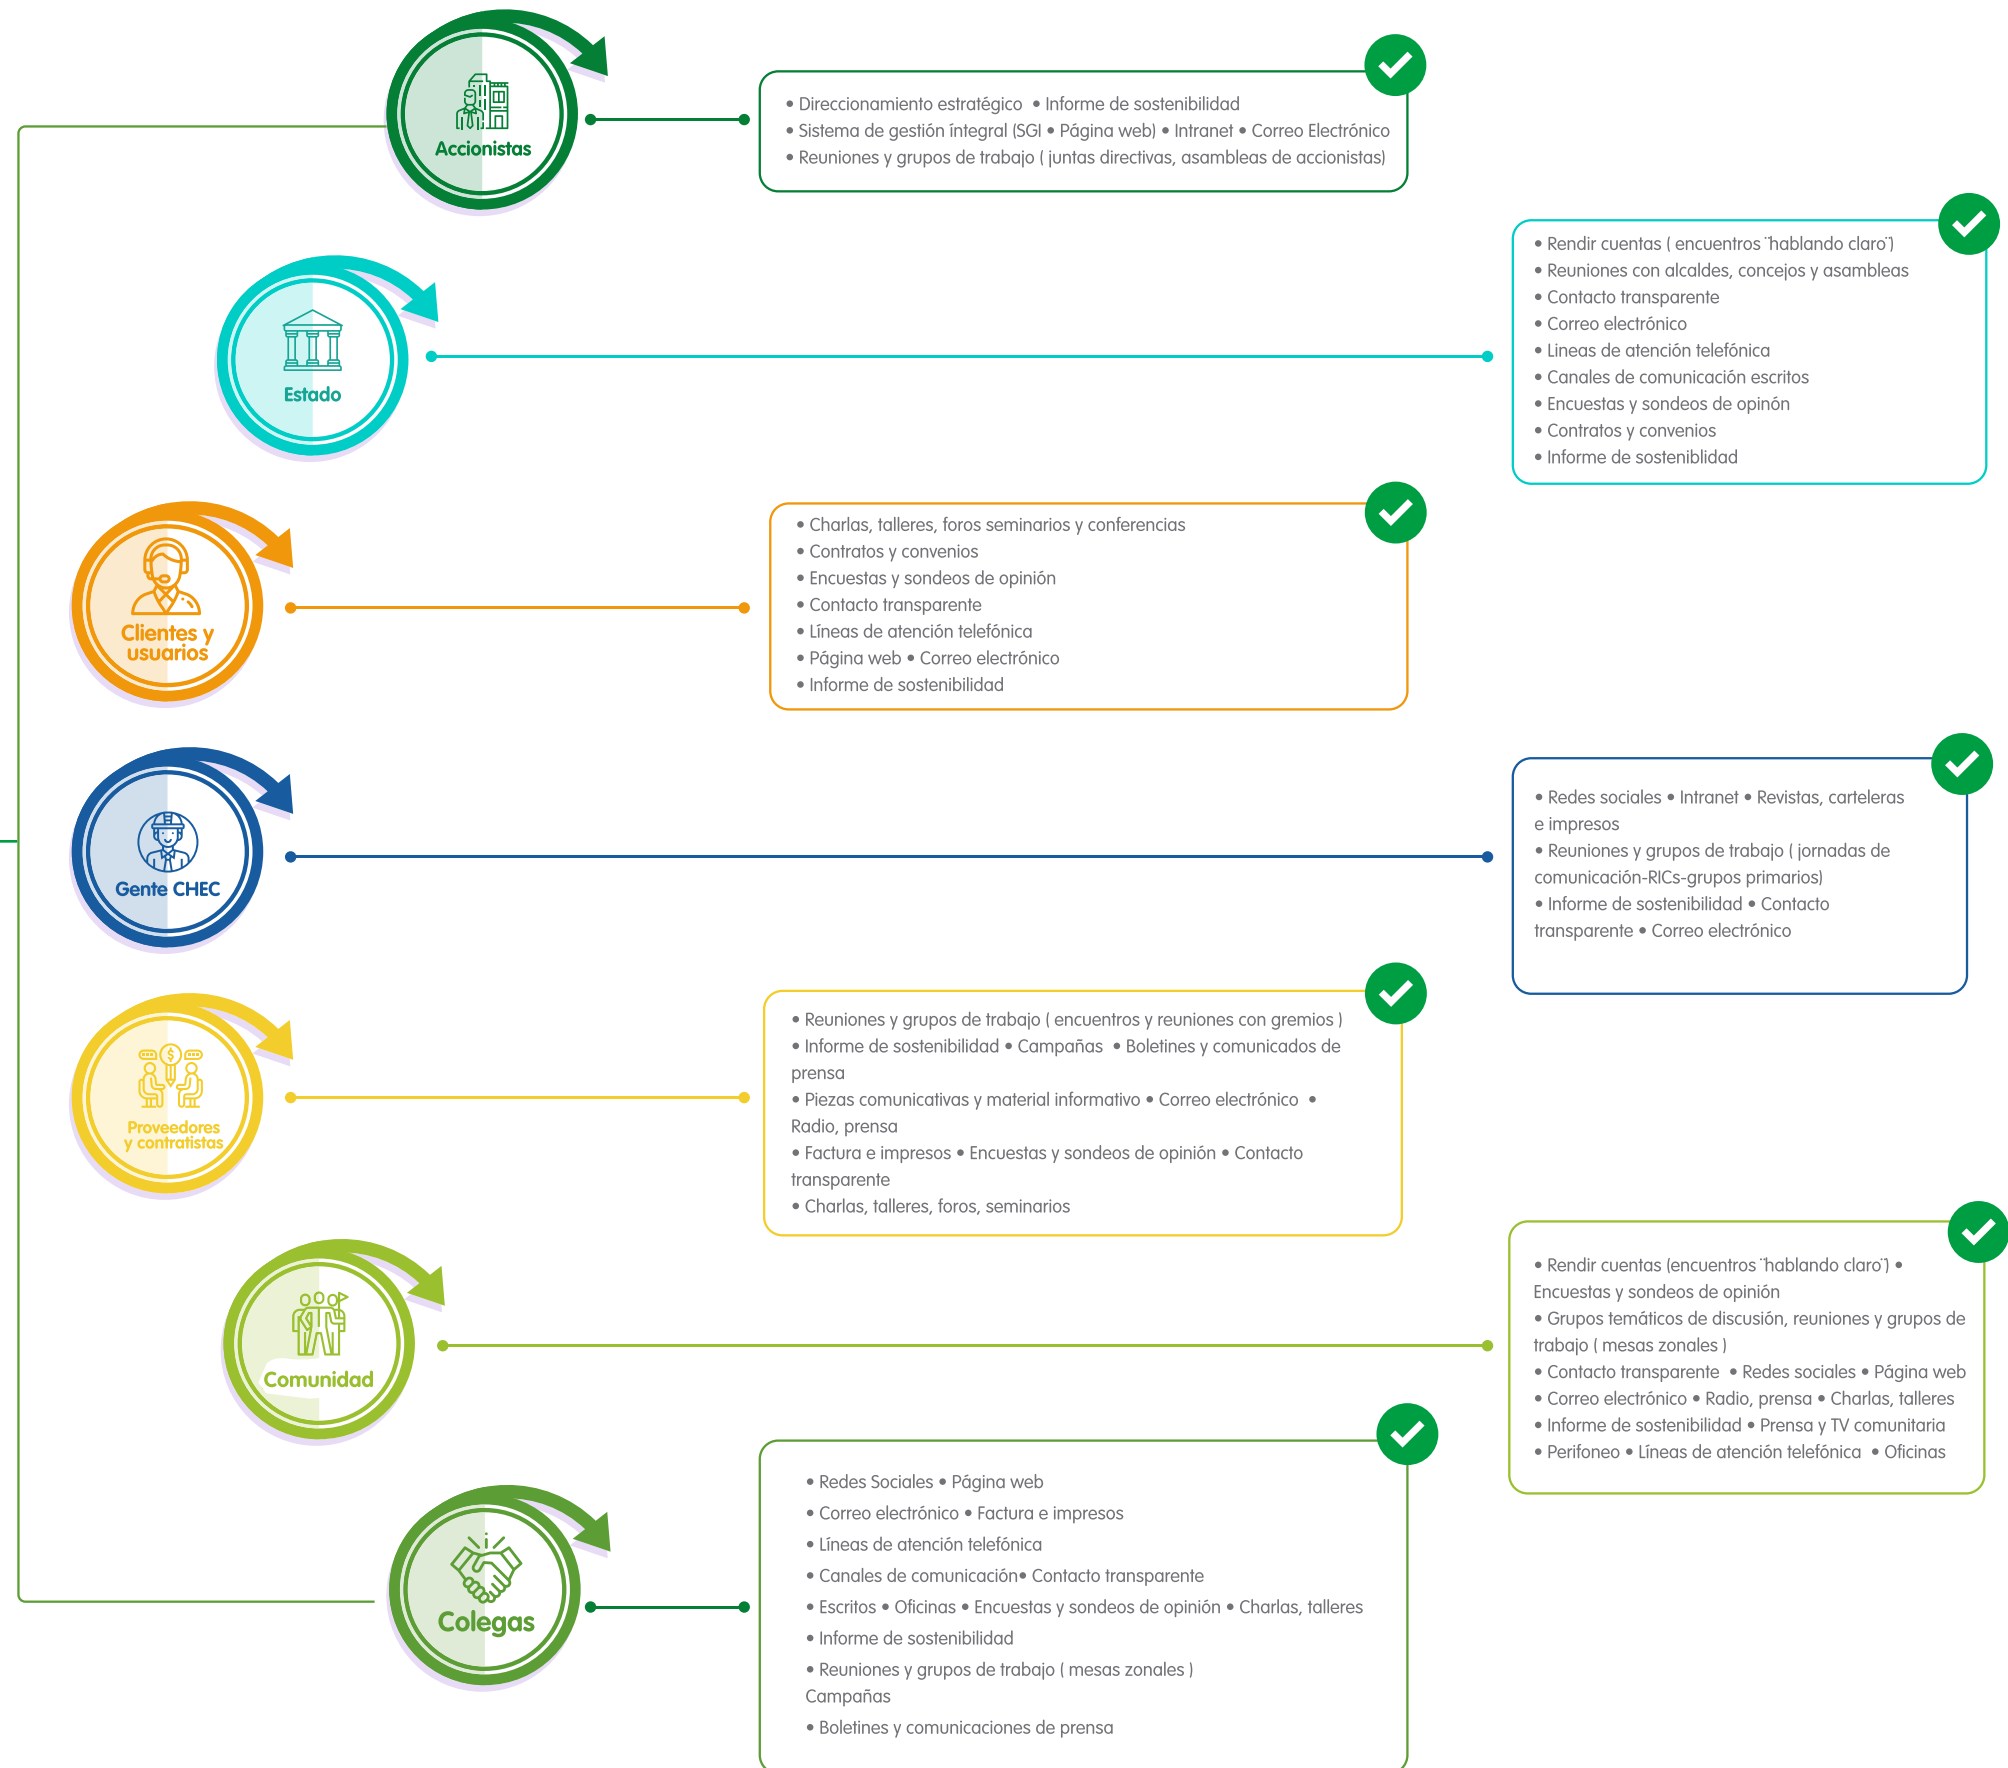 Accionistas
• Direccionamiento estratégico • Informe de sostenibilidad
• Sistema de gestión íntegral (SGI • Página web) • Intranet • Correo Electrónico
• Reuniones y grupos de trabajo ( juntas directivas, asambleas de accionistas)
Estado
• Rendir cuentas ( encuentros ¨hablando claro¨)
• Reuniones con alcaldes, concejos y asambleas
• Contacto transparente
• Correo electrónico
• Lineas de atención telefónica
• Canales de comunicación escritos
• Encuestas y sondeos de opinón
• Contratos y convenios
• Informe de sosteniblidad
Clientes y
usuarios
• Charlas, talleres, foros seminarios y conferencias
• Contratos y convenios
• Encuestas y sondeos de opinión
• Contacto transparente
• Líneas de atención teléfónica
• Página web • Correo electrónico
• Informe de sostenibilidad
Gente CHEC
• Redes sociales • Intranet • Revistas, carteleras
e impresos
• Reuniones y grupos de trabajo ( jornadas de
comunicación-RICs-grupos primarios)
• Informe de sostenibilidad • Contacto
transparente • Correo electrónico
Proveedores
y contratistas
• Reuniones y grupos de trabajo ( encuentros y reuniones con gremios )
• Informe de sostenibilidad • Campañas • Boletines y comunicados de
prensa
• Piezas comunicativas y material informativo • Correo electrónico •
Radio, prensa
• Factura e impresos • Encuestas y sondeos de opinión • Contacto
transparente
• Charlas, talleres, foros, seminarios
Comunidad
• Rendir cuentas (encuentros ¨hablando claro¨) •
Encuestas y sondeos de opinión
• Grupos temáticos de discusión, reuniones y grupos de
trabajo ( mesas zonales )
• Contacto transparente • Redes sociales • Página web
• Correo electrónico • Radio, prensa • Charlas, talleres
• Informe de sostenibilidad • Prensa y TV comunitaria
• Perifoneo • Líneas de atención telefónica • Oficinas
Colegas
• Redes Sociales • Página web
• Correo electrónico • Factura e impresos
• Líneas de atención telefónica
• Canales de comunicación• Contacto transparente
• Escritos • Oficinas • Encuestas y sondeos de opinión • Charlas, talleres
• Informe de sostenibilidad
• Reuniones y grupos de trabajo ( mesas zonales )
Campañas
• Boletines y comunicaciones de prensa